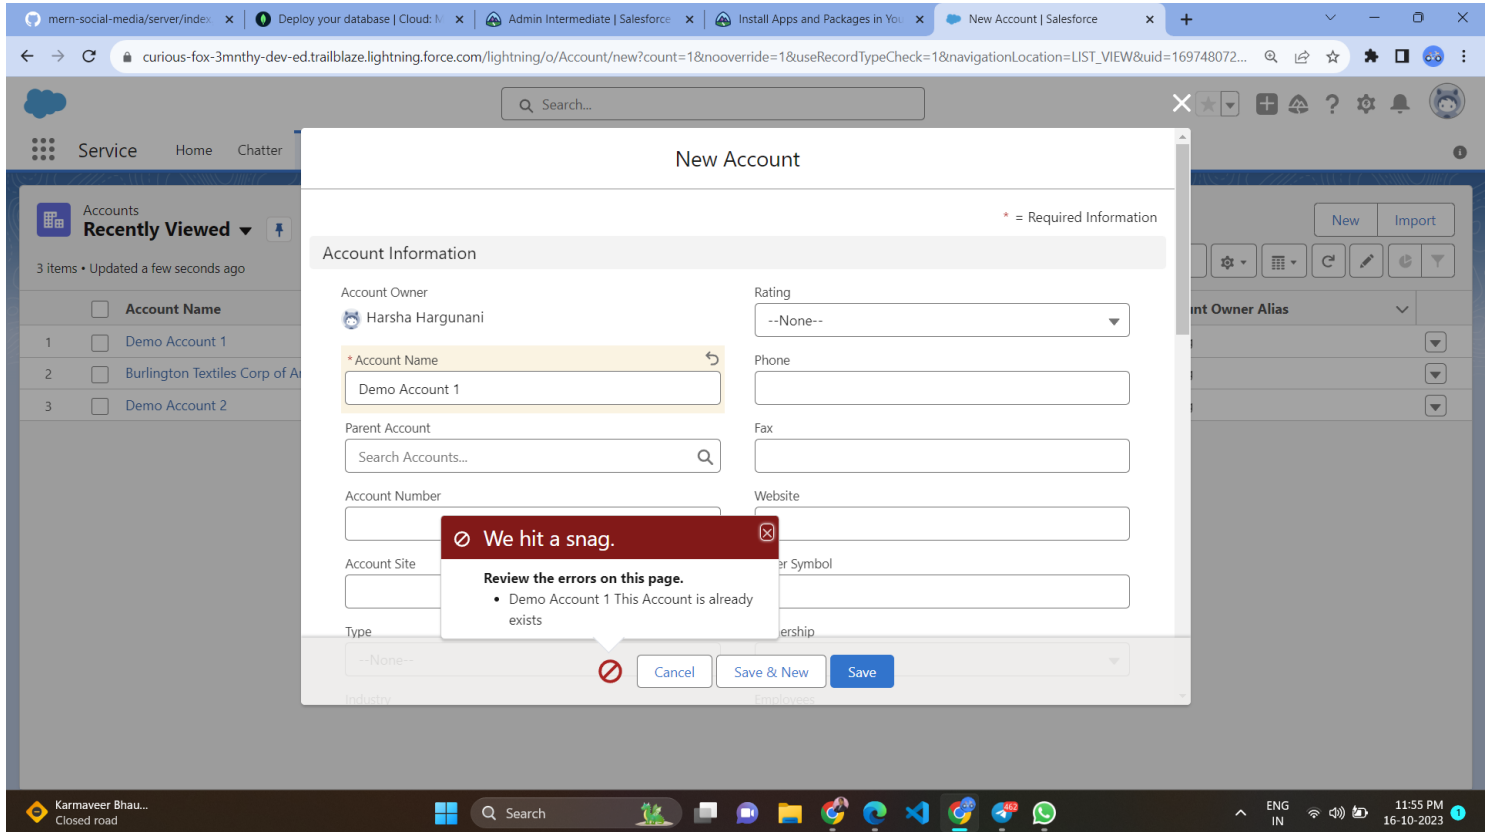 mern-social-media/server/index
Deploy your database | Cloud: M
Admin Intermediate | Salesforce
Install Apps and Packages in You
New Account | Salesforce
curious-fox-3mnthy-dev-ed.trailblaze.lightning.force.com/lightning/o/Account/new?count=1&nooverride=1&useRecordTypeCheck=1&navigationLocation=LIST_VIEW&uid=169748072...
Search...
Service
Home
Chatter
New Account
Accounts
Recently Viewed
New
Import
* = Required Information
3 items • Updated a few seconds ago
Account Information
Account Name
Account Owner Alias
Account Owner
Harsha Hargunani
Rating
--None--
1
Demo Account 1
2
Burlington Textiles Corp of Am
3
Demo Account 2
* Account Name
Demo Account 1
Phone
Parent Account
Search Accounts...
Fax
Account Number
Website
We hit a snag.
Review the errors on this page.
• Demo Account 1 This Account is already
exists
Account Site
er Symbol
Type
--None--
ership
Industry
Employees
Cancel
Save & New
Save
Karmaveer Bhau...
Closed road
Search
462
ENG
IN
11:55 PM
16-10-2023
1